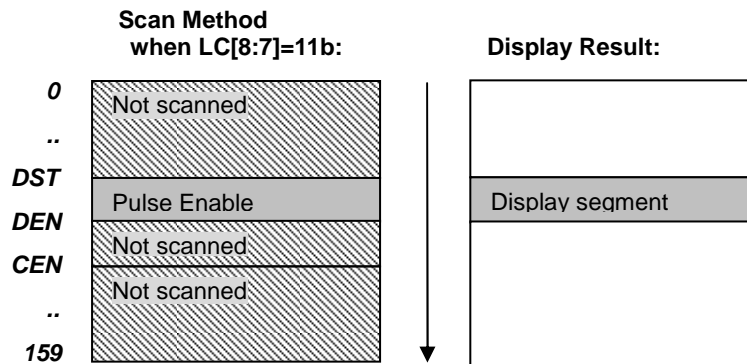 Scan Method
when LC[8:7]=11b:
Display Result:
0
Not scanned
..
DST
Pulse Enable
Display segment
DEN
Not scanned
CEN
Not scanned
..
159